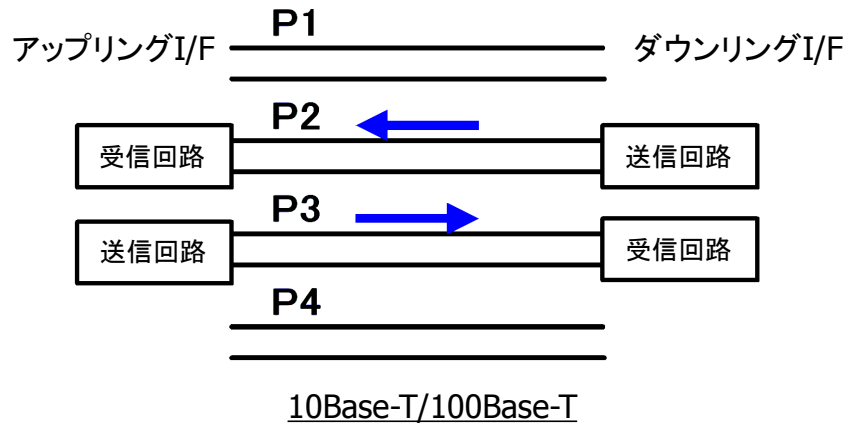 P1
アップリングI/F
ダウンリングI/F
P2
受信回路
送信回路
P3
送信回路
受信回路
P4
10Base-T/100Base-T